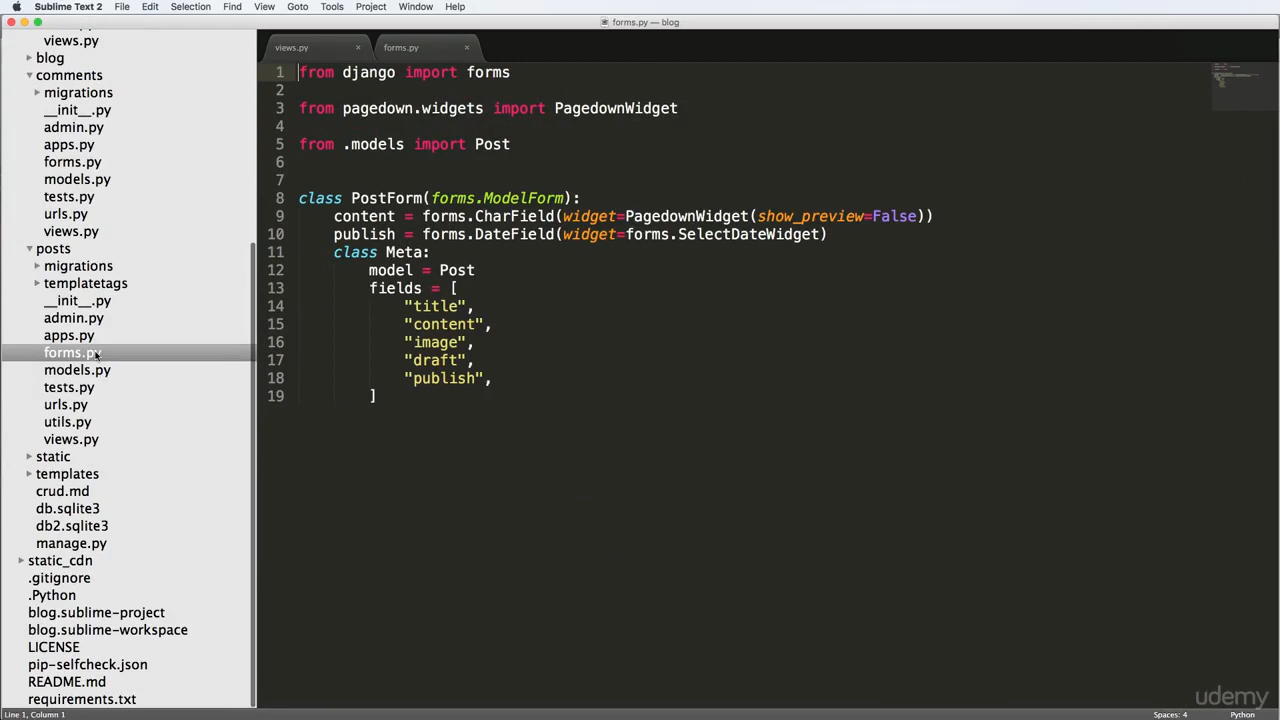 Sublime Text 2 File Edit Selection Find View Goto Tools Project Window Help
forms.py — blog
views.py
blog
comments
migrations
__init__.py
admin.py
apps.py
forms.py
models.py
tests.py
urls.py
views.py
posts
migrations
templatetags
__init__.py
admin.py
apps.py
forms.py
models.py
tests.py
urls.py
utils.py
views.py
static
templates
crud.md
db.sqlite3
db2.sqlite3
manage.py
static_cdn
.gitignore
.Python
blog.sublime-project
blog.sublime-workspace
LICENSE
pip-selfcheck.json
README.md
requirements.txt
views.py × forms.py ×
1 from django import forms
2
3 from pagedown.widgets import PagedownWidget
4
5 from .models import Post
6
7
8 class PostForm(forms.ModelForm):
9 content = forms.CharField(widget=PagedownWidget(show_preview=False))
10 publish = forms.DateField(widget=forms.SelectDateWidget)
11 class Meta:
12 model = Post
13 fields = [
14 "title",
15 "content",
16 "image",
17 "draft",
18 "publish",
19 ]
udemy
Line 1, Column 1 Spaces: 4 Python